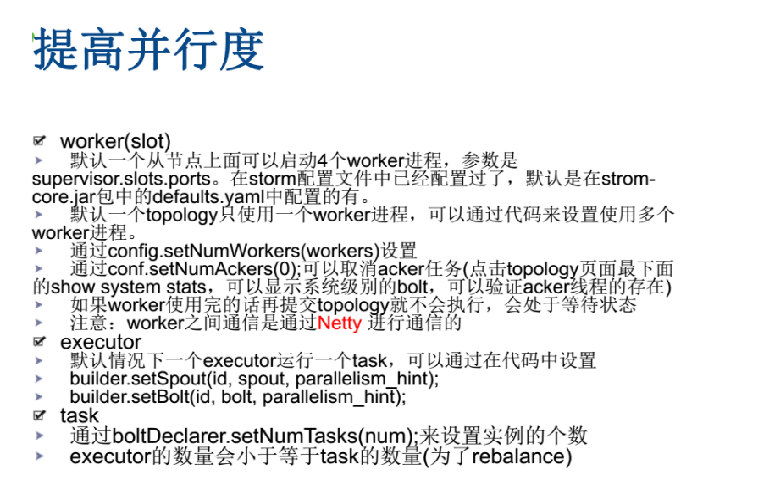 提高并行度
worker(slot)
默认一个从节点上面可以启动4个worker进程，参数是
supervisor.slots.ports。在storm配置文件中已经配置过了，默认是在strom-
core.jar包中的defaults.yaml中配置的有。
默认一个topology只使用一个worker进程，可以通过代码来设置使用多个
worker进程。
通过config.setNumWorkers(workers)设置
通过conf.setNumAckers(0);可以取消acker任务(点击topology页面最下面
的show system stats，可以显示系统级别的bolt，可以验证acker线程的存在)
如果worker使用完的话再提交topology就不会执行，会处于等待状态
注意：worker之间通信是通过Netty 进行通信的
executor
默认情况下一个executor运行一个task，可以通过在代码中设置
builder.setSpout(id, spout, parallelism_hint);
builder.setBolt(id, bolt, parallelism_hint);
task
通过boltDeclarer.setNumTasks(num);来设置实例的个数
executor的数量会小于等于task的数量(为了rebalance)